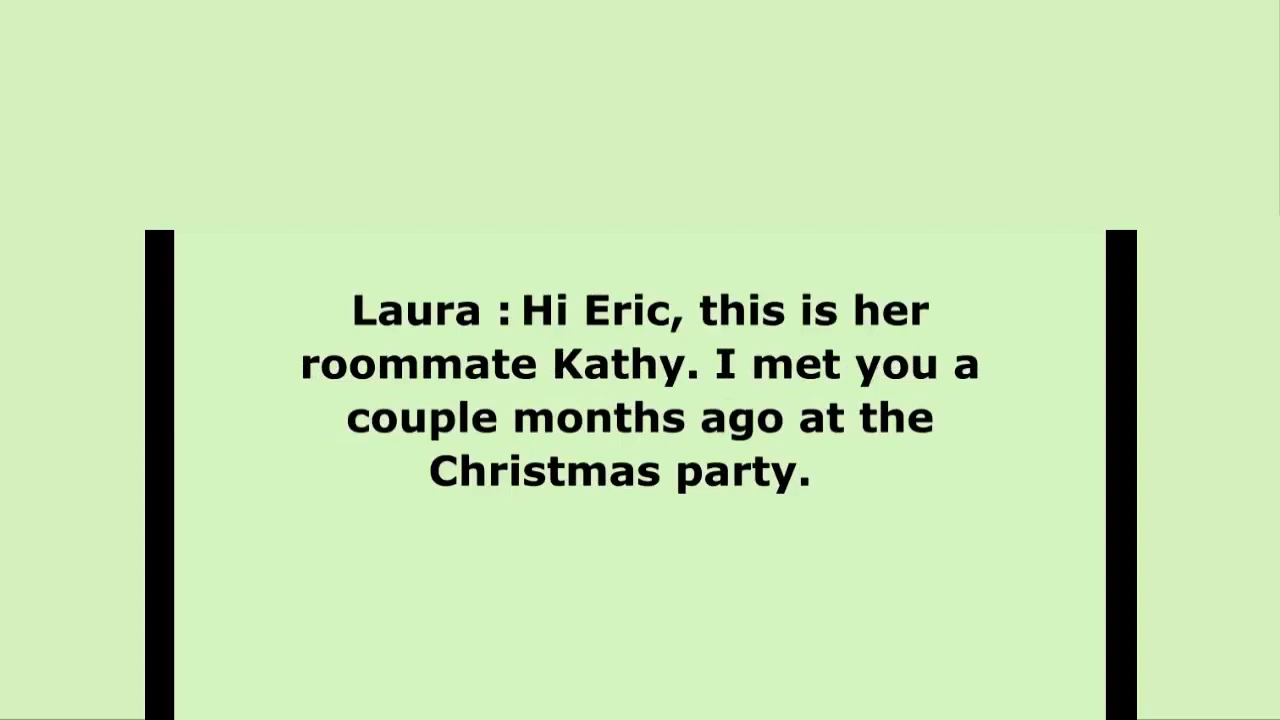 Laura : Hi Eric, this is her
roommate Kathy. I met you a
couple months ago at the
Christmas party.